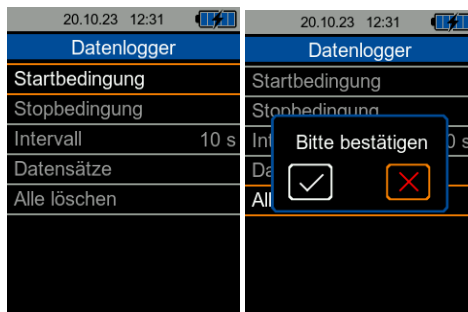 20.10.23 12:31
Datenlogger
Startbedingung
Stopbedingung
Intervall 10 s
Datensätze
Alle löschen
20.10.23 12:31
Datenlogger
Startbedingung
Stopbedingung
Bitte bestätigen